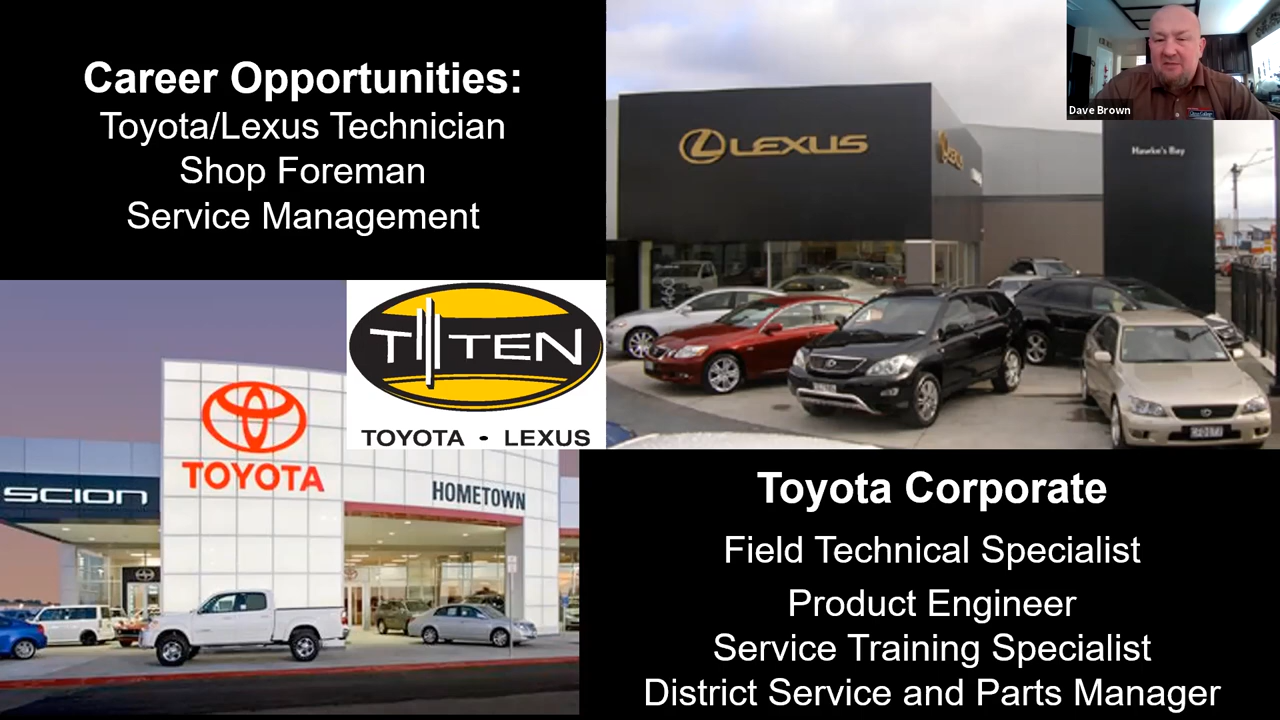 Career Opportunities:
Toyota/Lexus Technician
Shop Foreman
Service Management
LEXUS
Dave Brown
Hawke's Bay
T TEN
TOYOTA • LEXUS
TOYOTA
SCION
HOMETOWN
Toyota Corporate
Field Technical Specialist
Product Engineer
Service Training Specialist
District Service and Parts Manager